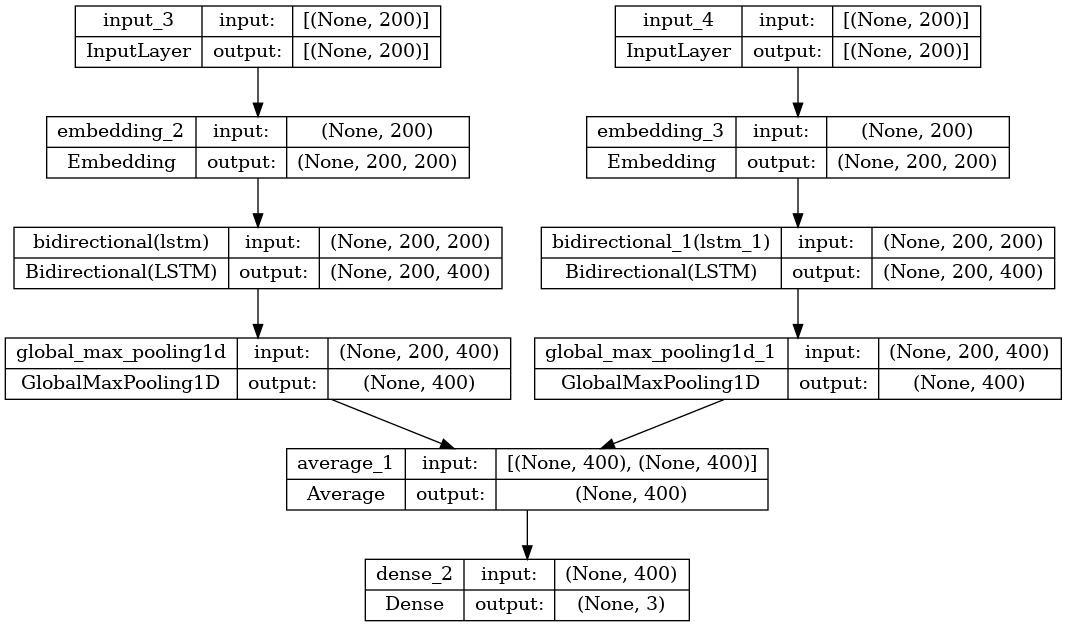 input_3 input: [(None, 200)]
InputLayer output: [(None, 200)]
input_4 input: [(None, 200)]
InputLayer output: [(None, 200)]
embedding_2 input: (None, 200)
Embedding output: (None, 200, 200)
embedding_3 input: (None, 200)
Embedding output: (None, 200, 200)
bidirectional(lstm) input: (None, 200, 200)
Bidirectional(LSTM) output: (None, 200, 400)
bidirectional_1(lstm_1) input: (None, 200, 200)
Bidirectional(LSTM) output: (None, 200, 400)
global_max_pooling1d input: (None, 200, 400)
GlobalMaxPooling1D output: (None, 400)
global_max_pooling1d_1 input: (None, 200, 400)
GlobalMaxPooling1D output: (None, 400)
average_1 input: [(None, 400), (None, 400)]
Average output: (None, 400)
dense_2 input: (None, 400)
Dense output: (None, 3)